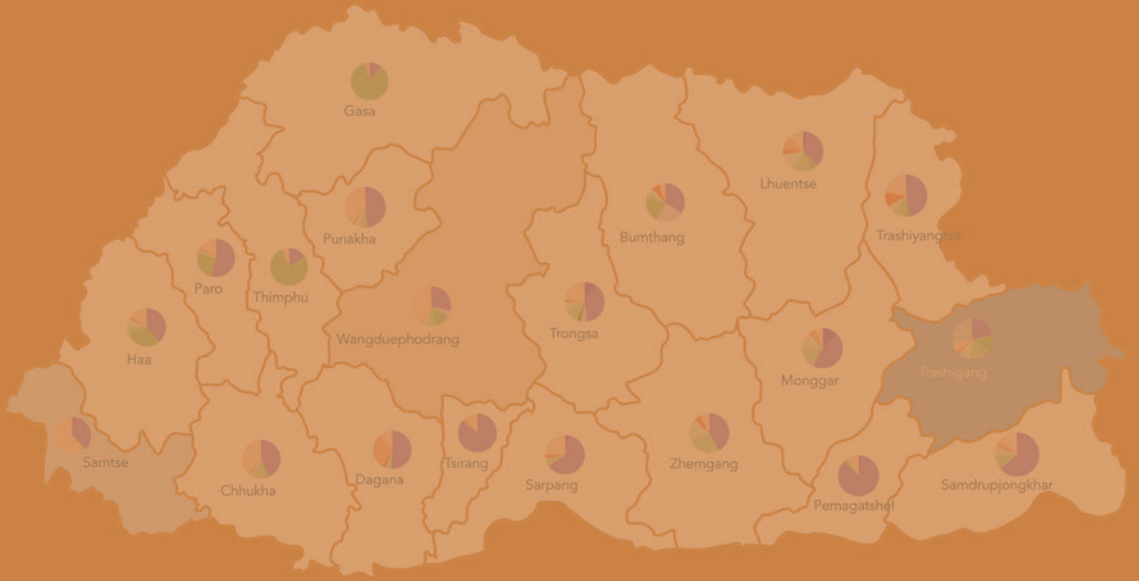 Gasa
Lhuentse
Punakha
Bumthang
Trashiyangtse
Paro
Thimphu
Wangduephodrang
Trongsa
Haa
Monggar
Trashigang
Samtse
Chhukha
Dagana
Tsirang
Sarpang
Zhemgang
Pemagatshel
Samdrupjongkhar